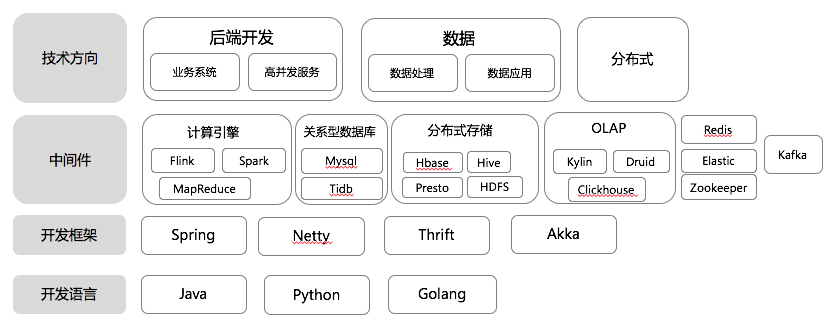 技术方向
后端开发
业务系统
高并发服务
数据
数据处理
数据应用
分布式
中间件
计算引擎
Flink
Spark
MapReduce
关系型数据库
Mysql
Tidb
分布式存储
Hbase
Hive
Presto
HDFS
OLAP
Kylin
Druid
Clickhouse
Redis
Elastic
Zookeeper
Kafka
开发框架
Spring
Netty
Thrift
Akka
开发语言
Java
Python
Golang